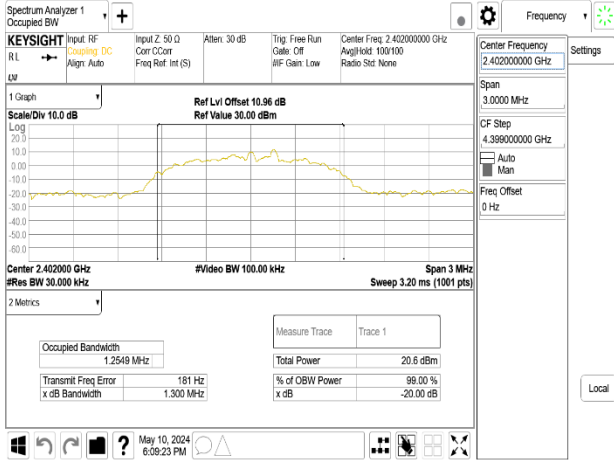 Spectrum Analyzer 1
Occupied BW
+
Frequency
KEYSIGHT Input: RF Input Z: 50 Ω Atten: 30 dB Trig: Free Run Center Freq: 2.402000000 GHz
RL Coupling: DC Corr CCorr Gate: Off Avg|Hold: 100/100
Align: Auto Freq Ref: Int (S) #IF Gain: Low Radio Std: None
Center Frequency
2.402000000 GHz
Settings
Span
3.0000 MHz
CF Step
4.399000000 GHz
Auto
Man
Freq Offset
0 Hz
1 Graph
Ref Lvl Offset 10.96 dB
Scale/Div 10.0 dB Ref Value 30.00 dBm
Log
20.0
10.0
0.00
-10.0
-20.0
-30.0
-40.0
-50.0
-60.0
Center 2.402000 GHz #Video BW 100.00 kHz Span 3 MHz
#Res BW 30.000 kHz Sweep 3.20 ms (1001 pts)
2 Metrics
Measure Trace Trace 1
Occupied Bandwidth
1.2549 MHz
Total Power 20.6 dBm
Transmit Freq Error 181 Hz % of OBW Power 99.00 %
x dB Bandwidth 1.300 MHz x dB -20.00 dB
Local
? May 10, 2024
6:09:23 PM